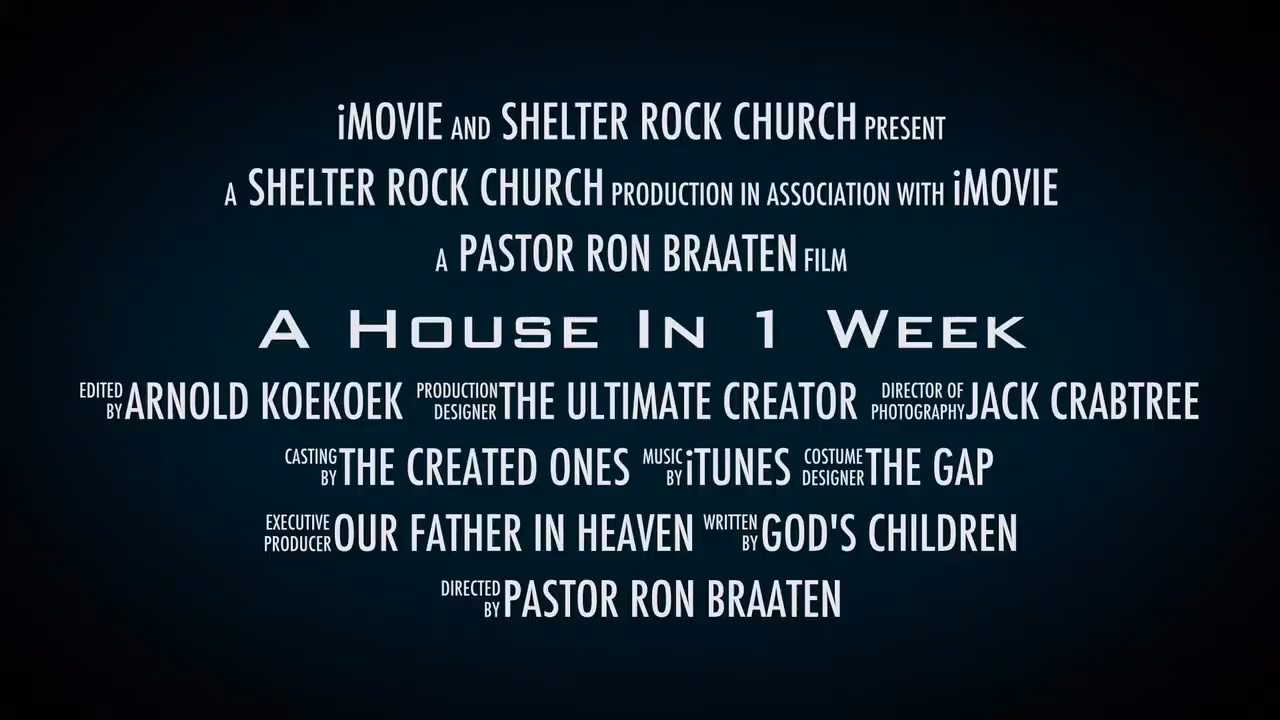 iMOVIE AND SHELTER ROCK CHURCH PRESENT
A SHELTER ROCK CHURCH PRODUCTION IN ASSOCIATION WITH iMOVIE
A PASTOR RON BRAATEN FILM
A HOUSE IN 1 WEEK
EDITED BY ARNOLD KOEKOEK PRODUCTION DESIGNER THE ULTIMATE CREATOR DIRECTOR OF PHOTOGRAPHY JACK CRABTREE
CASTING BY THE CREATED ONES MUSIC BY iTUNES COSTUME DESIGNER THE GAP
EXECUTIVE PRODUCER OUR FATHER IN HEAVEN WRITTEN BY GOD'S CHILDREN
DIRECTED BY PASTOR RON BRAATEN